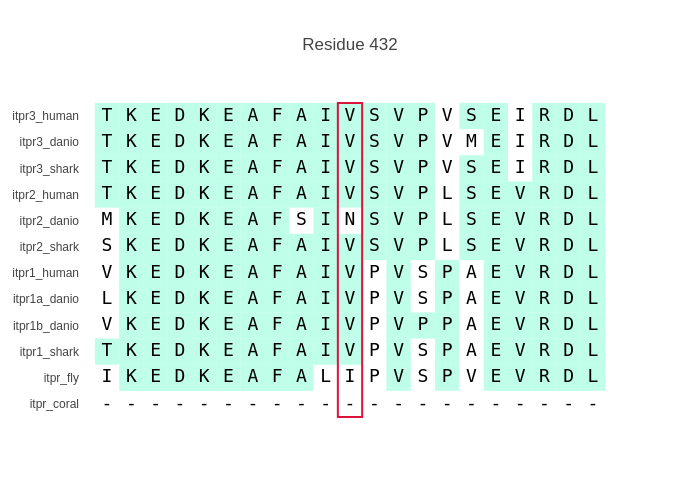 Residue 432
itpr3_human T K E D K E A F A I V S V P V S E I R D L
itpr3_danio T K E D K E A F A I V S V P V M E I R D L
itpr3_shark T K E D K E A F A I V S V P V S E I R D L
itpr2_human T K E D K E A F A I V S V P L S E V R D L
itpr2_danio M K E D K E A F S I N S V P L S E V R D L
itpr2_shark S K E D K E A F A I V S V P L S E V R D L
itpr1_human V K E D K E A F A I V P V S P A E V R D L
itpr1a_danio L K E D K E A F A I V P V S P A E V R D L
itpr1b_danio V K E D K E A F A I V P V P P A E V R D L
itpr1_shark T K E D K E A F A I V P V S P A E V R D L
itpr_fly I K E D K E A F A L I P V S P V E V R D L
itpr_coral - - - - - - - - - - - - - - - - - - - - -